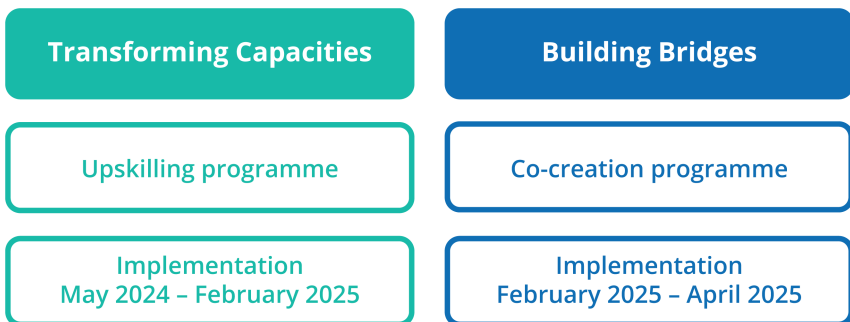 Transforming Capacities
Building Bridges
Upskilling programme
Co-creation programme
Implementation
May 2024 – February 2025
Implementation
February 2025 – April 2025